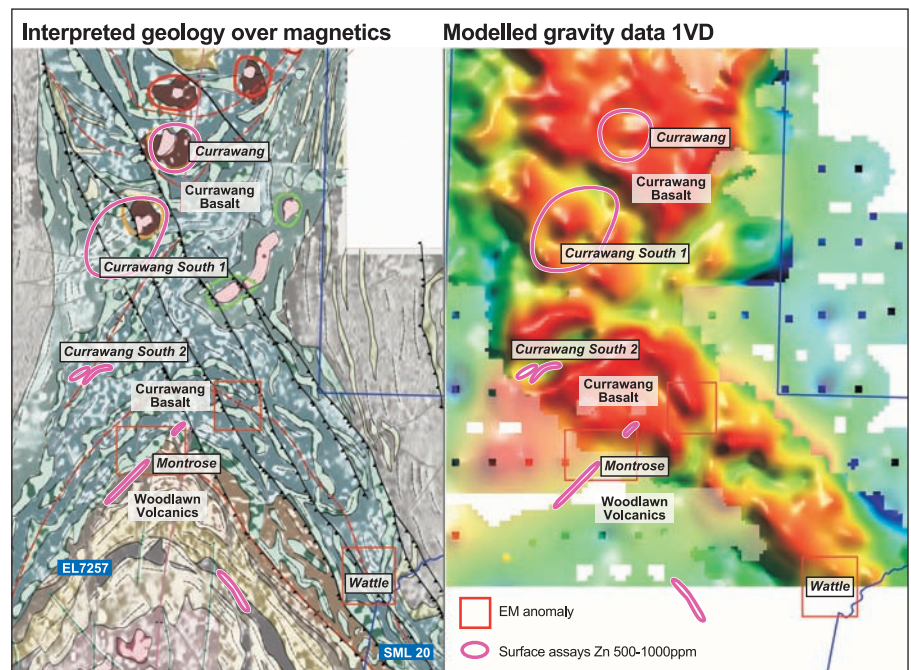 Interpreted geology over magnetics
Currawang
Currawang
Basalt
Currawang South 1
Currawang South 2
Currawang
Basalt
Montrose
Woodlawn
Volcanics
EL7257
Wattle
SML 20
Modelled gravity data 1VD
Currawang
Currawang
Basalt
Currawang South 1
Currawang South 2
Currawang
Basalt
Montrose
Woodlawn
Volcanics
Wattle
EM anomaly
Surface assays Zn 500-1000ppm